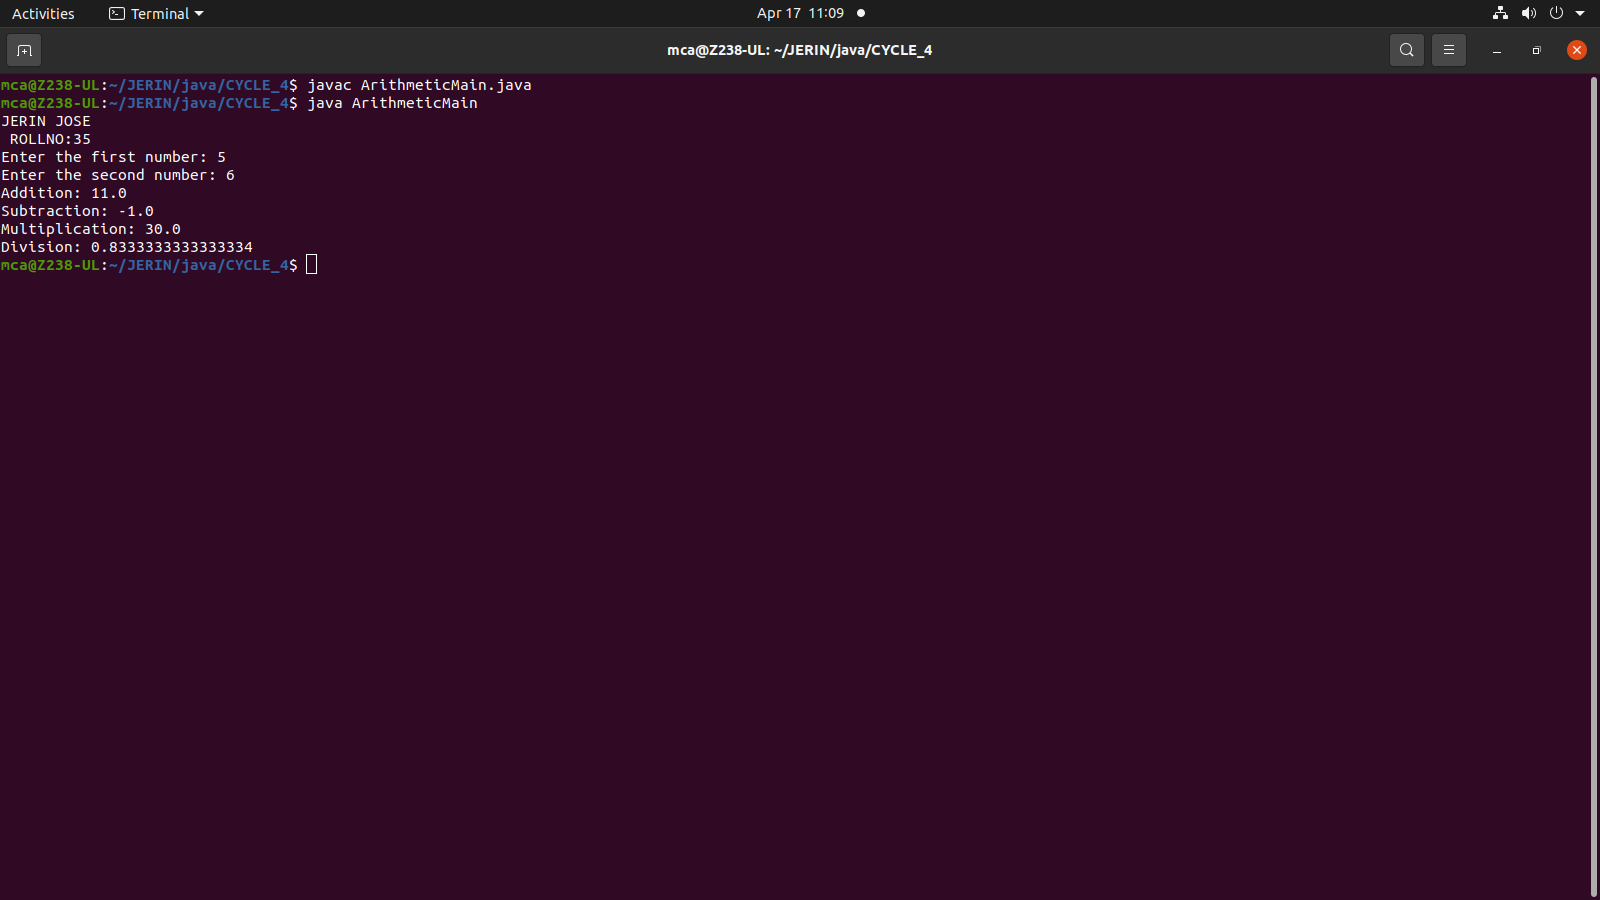 Activities Terminal Apr 17 11:09
mca@Z238-UL: ~/JERIN/java/CYCLE_4
mca@Z238-UL:~/JERIN/java/CYCLE_4$ javac ArithmeticMain.java
mca@Z238-UL:~/JERIN/java/CYCLE_4$ java ArithmeticMain
JERIN JOSE
 ROLLNO:35
Enter the first number: 5
Enter the second number: 6
Addition: 11.0
Subtraction: -1.0
Multiplication: 30.0
Division: 0.8333333333333334
mca@Z238-UL:~/JERIN/java/CYCLE_4$